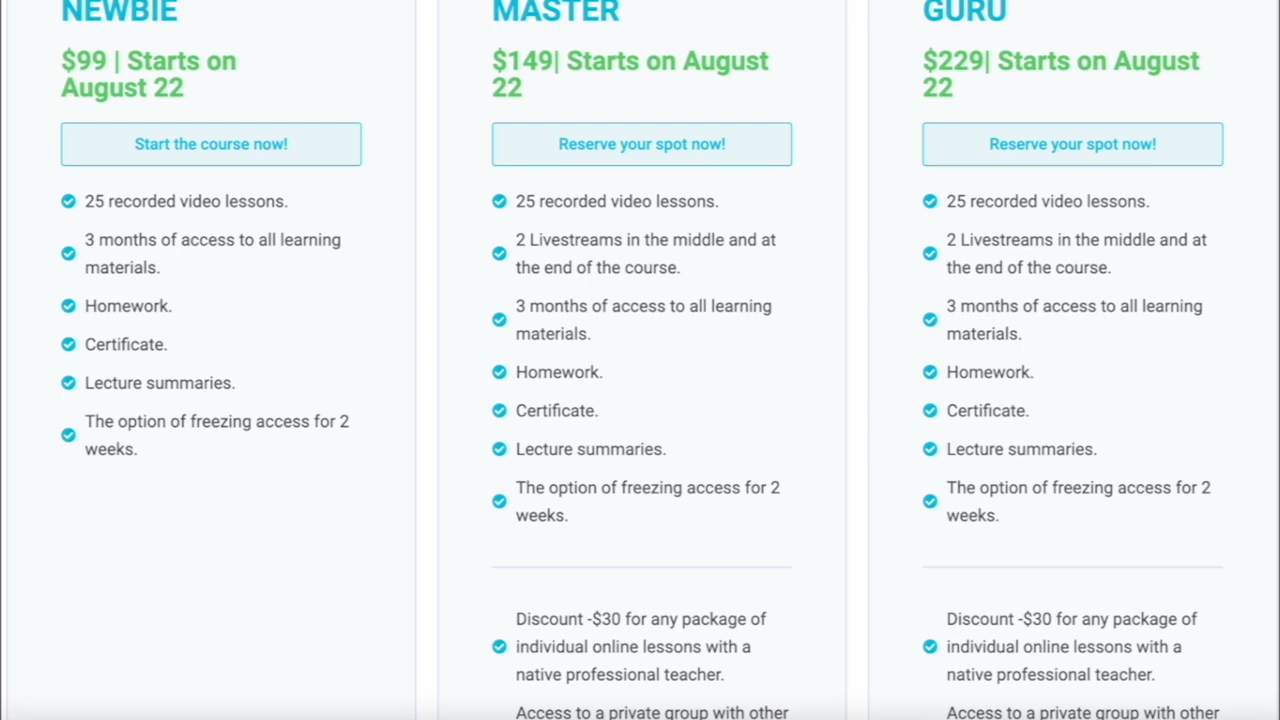 NEWBIE
$99 | Starts on
August 22
Start the course now!
25 recorded video lessons.
3 months of access to all learning
materials.
Homework.
Certificate.
Lecture summaries.
The option of freezing access for 2
weeks.
MASTER
$149| Starts on August
22
Reserve your spot now!
25 recorded video lessons.
2 Livestreams in the middle and at
the end of the course.
3 months of access to all learning
materials.
Homework.
Certificate.
Lecture summaries.
The option of freezing access for 2
weeks.
Discount -$30 for any package of
individual online lessons with a
native professional teacher.
Access to a private group with other
GURU
$229| Starts on August
22
Reserve your spot now!
25 recorded video lessons.
2 Livestreams in the middle and at
the end of the course.
3 months of access to all learning
materials.
Homework.
Certificate.
Lecture summaries.
The option of freezing access for 2
weeks.
Discount -$30 for any package of
individual online lessons with a
native professional teacher.
Access to a private group with other